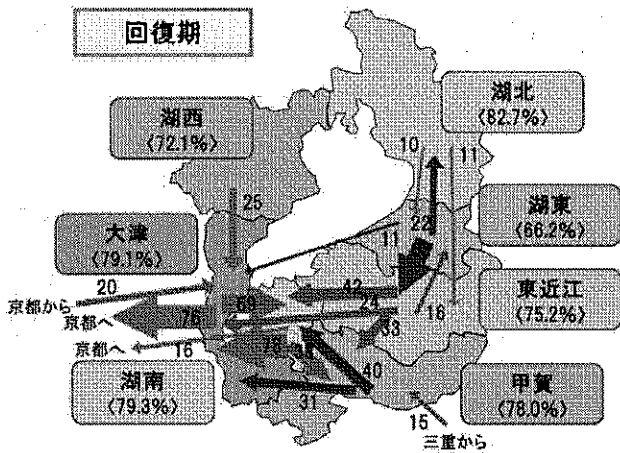 回復期
湖北
(82.7%)
湖西
(72.1%)
10
11
25
湖東
(66.2%)
22
大津
(79.1%)
11
20
京都から
69
42
東近江
(75.2%)
24
16
京都へ
76
33
京都へ
16
78
湖南
(79.3%)
40
甲賀
(78.0%)
31
15
三重から